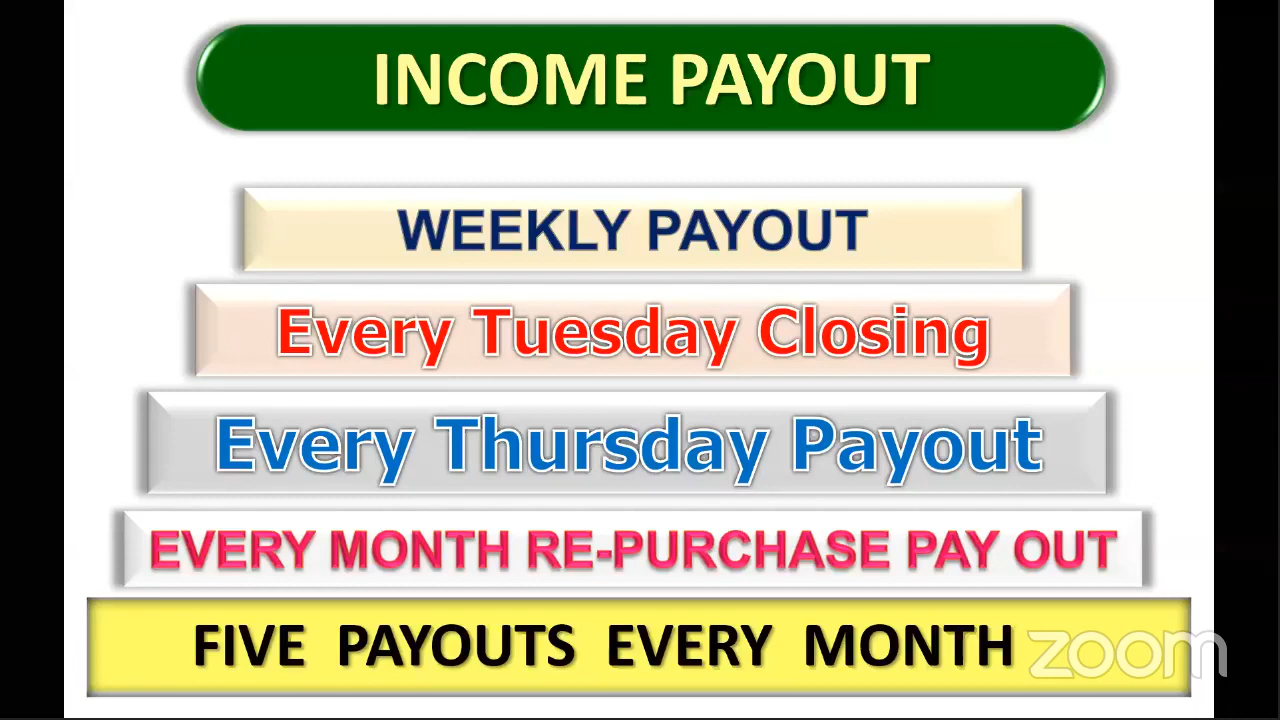 INCOME PAYOUT
WEEKLY PAYOUT
Every Tuesday Closing
Every Thursday Payout
EVERY MONTH RE-PURCHASE PAY OUT
FIVE PAYOUTS EVERY MONTH
zoom